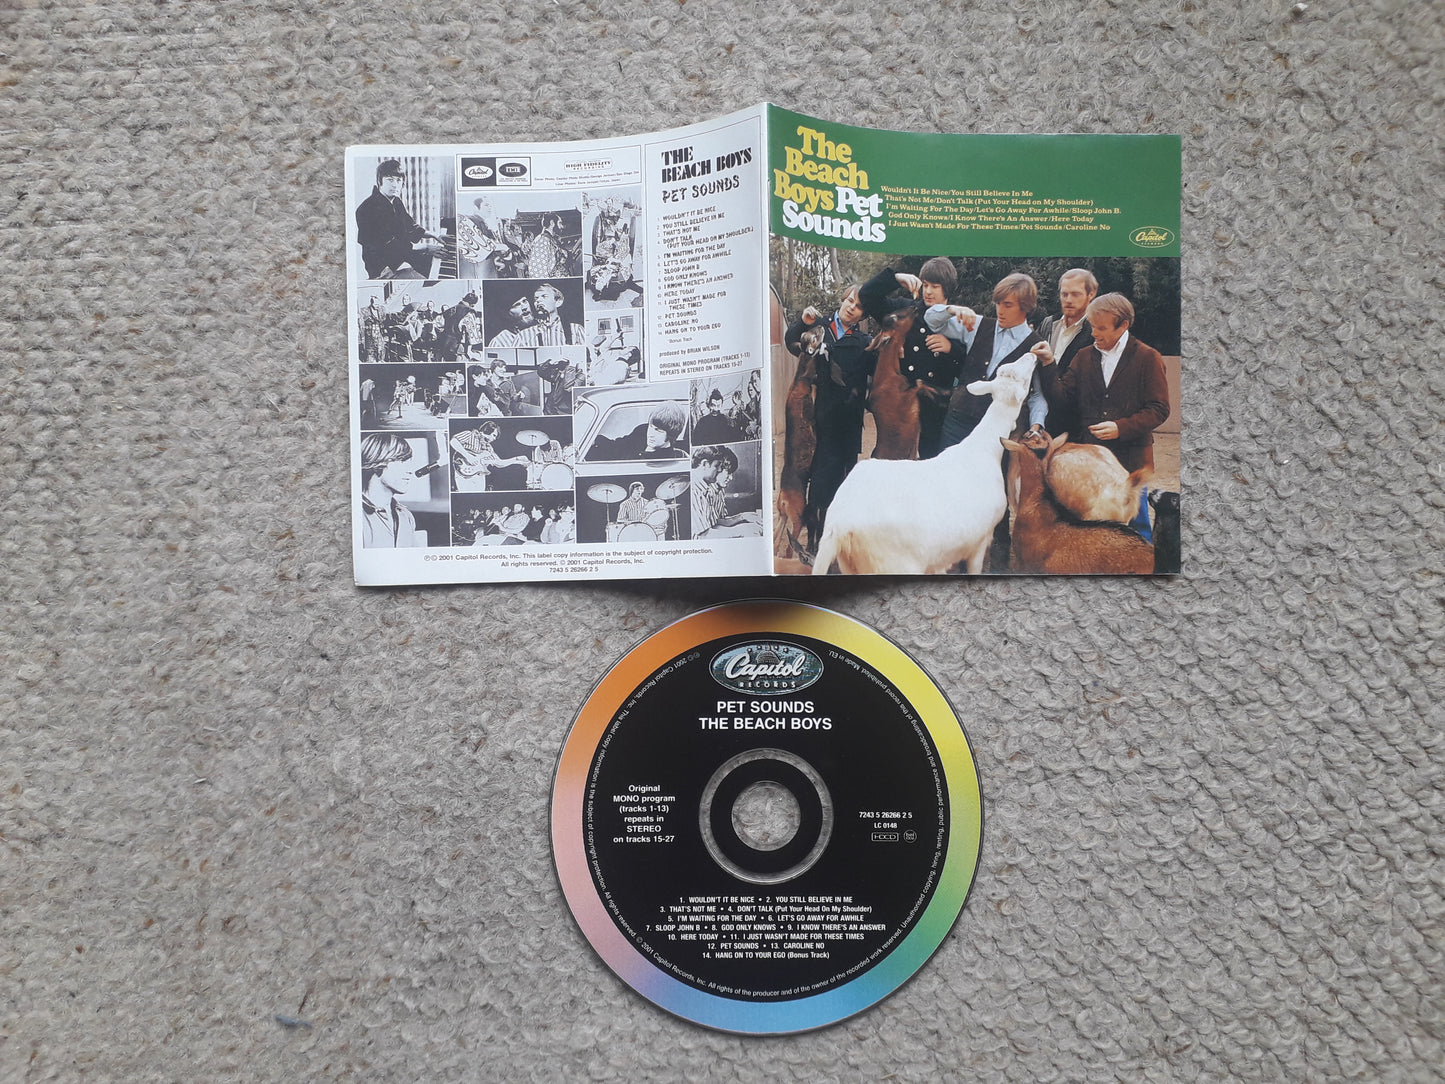 Capitol
EMI
HIGH FIDELITY
RECORDING
THE
BEACH BOYS
PET SOUNDS
1. WOULDN'T IT BE NICE
2. YOU STILL BELIEVE IN ME
3. THAT'S NOT ME
4. DON'T TALK
(PUT YOUR HEAD ON MY SHOULDER)
5. I'M WAITING FOR THE DAY
6. LET'S GO AWAY FOR AWHILE
7. SLOOP JOHN B
8. GOD ONLY KNOWS
9. I KNOW THERE'S AN ANSWER
10. HERE TODAY
11. I JUST WASN'T MADE FOR
THESE TIMES
12. PET SOUNDS
13. CAROLINE NO
14. HANG ON TO YOUR EGO
*Bonus Track
produced by BRIAN WILSON
ORIGINAL MONO PROGRAM (TRACKS 1-13)
REPEATS IN STEREO ON TRACKS 15-27
℗© 2001 Capitol Records, Inc. This label copy information is the subject of copyright protection.
All rights reserved. © 2001 Capitol Records, Inc.
7243 5 26266 2 5
The
Beach
Boys Pet
Sounds
Wouldn't It Be Nice/You Still Believe In Me
That's Not Me/Don't Talk (Put Your Head on My Shoulder)
I'm Waiting For The Day/Let's Go Away For Awhile/Sloop John B.
God Only Knows/I Know There's An Answer/Here Today
I Just Wasn't Made For These Times/Pet Sounds/Caroline No
Capitol
RECORDS
Capitol
RECORDS
PET SOUNDS
THE BEACH BOYS
Original
MONO program
(tracks 1-13)
repeats in
STEREO
on tracks 15-27
7243 5 26266 2 5
LC 0148
HDCD
1. WOULDN'T IT BE NICE • 2. YOU STILL BELIEVE IN ME
3. THAT'S NOT ME • 4. DON'T TALK (Put Your Head On My Shoulder)
5. I'M WAITING FOR THE DAY • 6. LET'S GO AWAY FOR AWHILE
7. SLOOP JOHN B • 8. GOD ONLY KNOWS • 9. I KNOW THERE'S AN ANSWER
10. HERE TODAY • 11. I JUST WASN'T MADE FOR THESE TIMES
12. PET SOUNDS • 13. CAROLINE NO
14. HANG ON TO YOUR EGO (Bonus Track)
℗© 2001 Capitol Records, Inc. This label copy information is the subject of copyright protection. All rights reserved. © 2001 Capitol Records, Inc. All rights of the producer and of the owner of the recorded work reserved. Unauthorised copying, hiring, renting, public performance and broadcasting of this record prohibited. Made in EU.